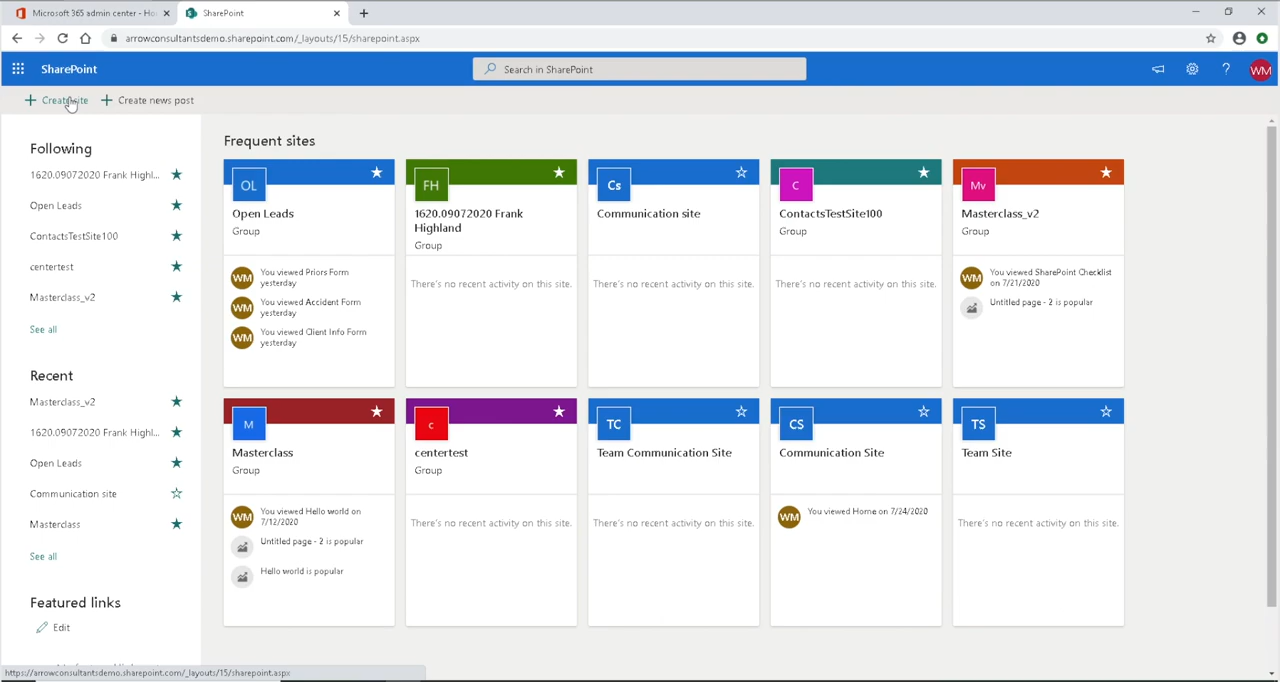 Microsoft 365 admin center - Ho
SharePoint
arrowconsultantsdemo.sharepoint.com/_layouts/15/sharepoint.aspx
SharePoint
Search in SharePoint
WM
Create site
Create news post
Following
1620.09072020 Frank Highl...
Open Leads
ContactsTestSite100
centertest
Masterclass_v2
See all
Recent
Masterclass_v2
1620.09072020 Frank Highl...
Open Leads
Communication site
Masterclass
See all
Featured links
Edit
Frequent sites
OL
Open Leads
Group
WM
You viewed Priors Form
yesterday
WM
You viewed Accident Form
yesterday
WM
You viewed Client Info Form
yesterday
FH
1620.09072020 Frank
Highland
Group
There's no recent activity on this site.
Cs
Communication site
There's no recent activity on this site.
C
ContactsTestSite100
Group
There's no recent activity on this site.
Mv
Masterclass_v2
Group
WM
You viewed SharePoint Checklist
on 7/21/2020
Untitled page - 2 is popular
M
Masterclass
Group
WM
You viewed Hello world on
7/12/2020
Untitled page - 2 is popular
Hello world is popular
c
centertest
Group
There's no recent activity on this site.
TC
Team Communication Site
There's no recent activity on this site.
CS
Communication Site
WM
You viewed Home on 7/24/2020
TS
Team Site
There's no recent activity on this site.
https://arrowconsultantsdemo.sharepoint.com/_layouts/15/sharepoint.aspx